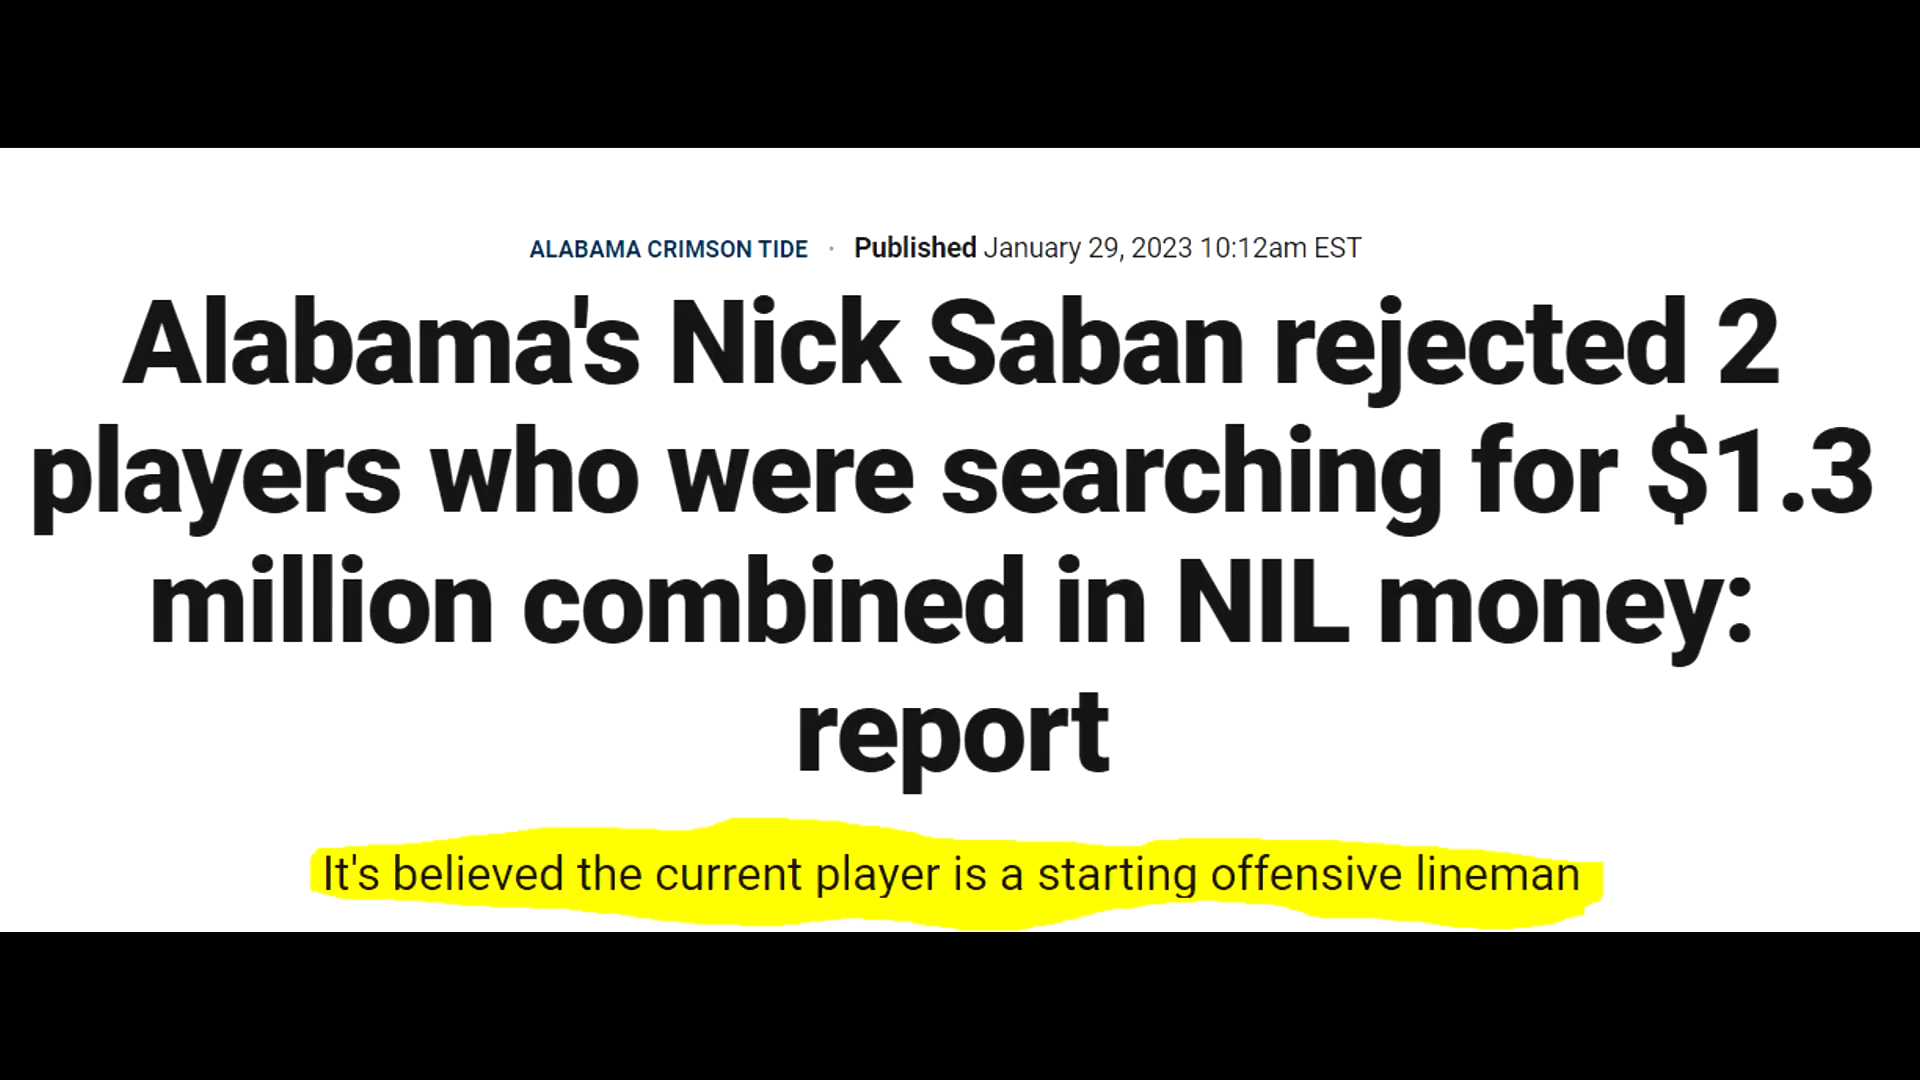 ALABAMA CRIMSON TIDE · Published January 29, 2023 10:12am EST
Alabama's Nick Saban rejected 2
players who were searching for $1.3
million combined in NIL money:
report
It's believed the current player is a starting offensive lineman